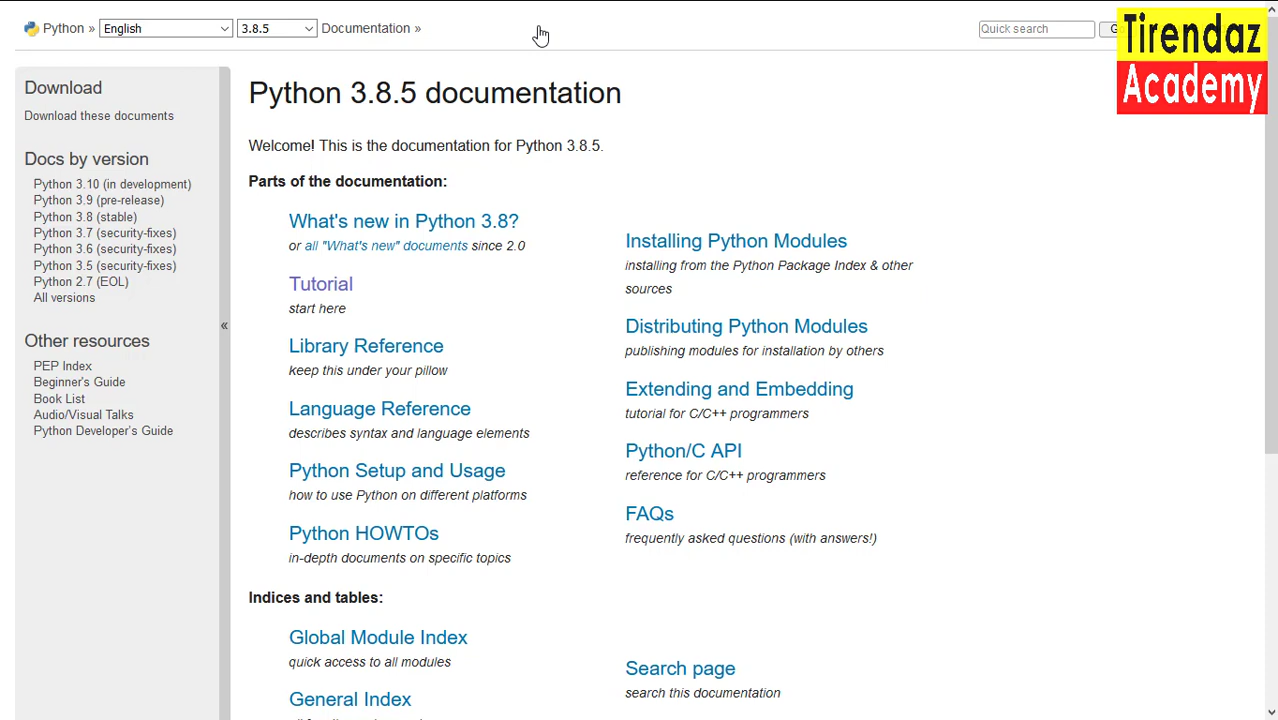 Python » English 3.8.5 Documentation »
Quick search
Tirendaz
Academy
Download
Download these documents
Docs by version
Python 3.10 (in development)
Python 3.9 (pre-release)
Python 3.8 (stable)
Python 3.7 (security-fixes)
Python 3.6 (security-fixes)
Python 3.5 (security-fixes)
Python 2.7 (EOL)
All versions
Other resources
PEP Index
Beginner's Guide
Book List
Audio/Visual Talks
Python Developer's Guide
«
Python 3.8.5 documentation
Welcome! This is the documentation for Python 3.8.5.
Parts of the documentation:
What's new in Python 3.8?
or all "What's new" documents since 2.0
Tutorial
start here
Library Reference
keep this under your pillow
Language Reference
describes syntax and language elements
Python Setup and Usage
how to use Python on different platforms
Python HOWTOs
in-depth documents on specific topics
Installing Python Modules
installing from the Python Package Index & other
sources
Distributing Python Modules
publishing modules for installation by others
Extending and Embedding
tutorial for C/C++ programmers
Python/C API
reference for C/C++ programmers
FAQs
frequently asked questions (with answers!)
Indices and tables:
Global Module Index
quick access to all modules
General Index
Search page
search this documentation